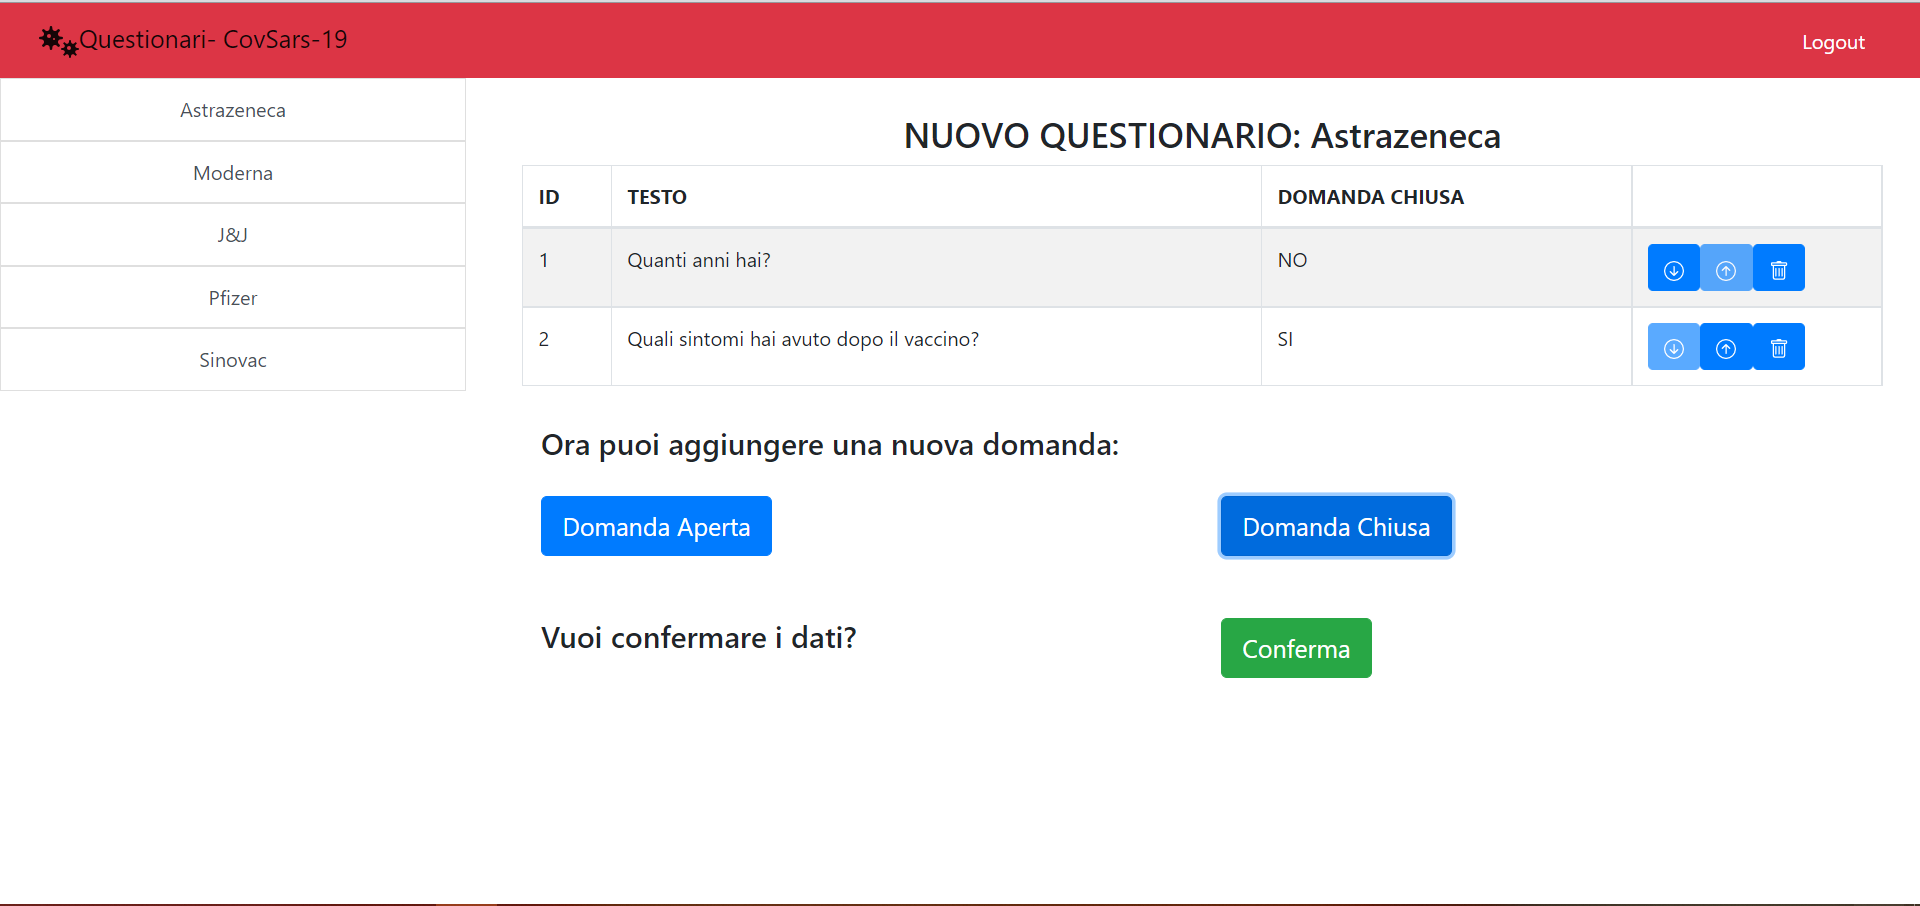 Questionari- CovSars-19
Logout
Astrazeneca
Moderna
J&J
Pfizer
Sinovac
NUOVO QUESTIONARIO: Astrazeneca
ID TESTO DOMANDA CHIUSA
1 Quanti anni hai? NO
2 Quali sintomi hai avuto dopo il vaccino? SI
Ora puoi aggiungere una nuova domanda:
Domanda Aperta Domanda Chiusa
Vuoi confermare i dati? Conferma